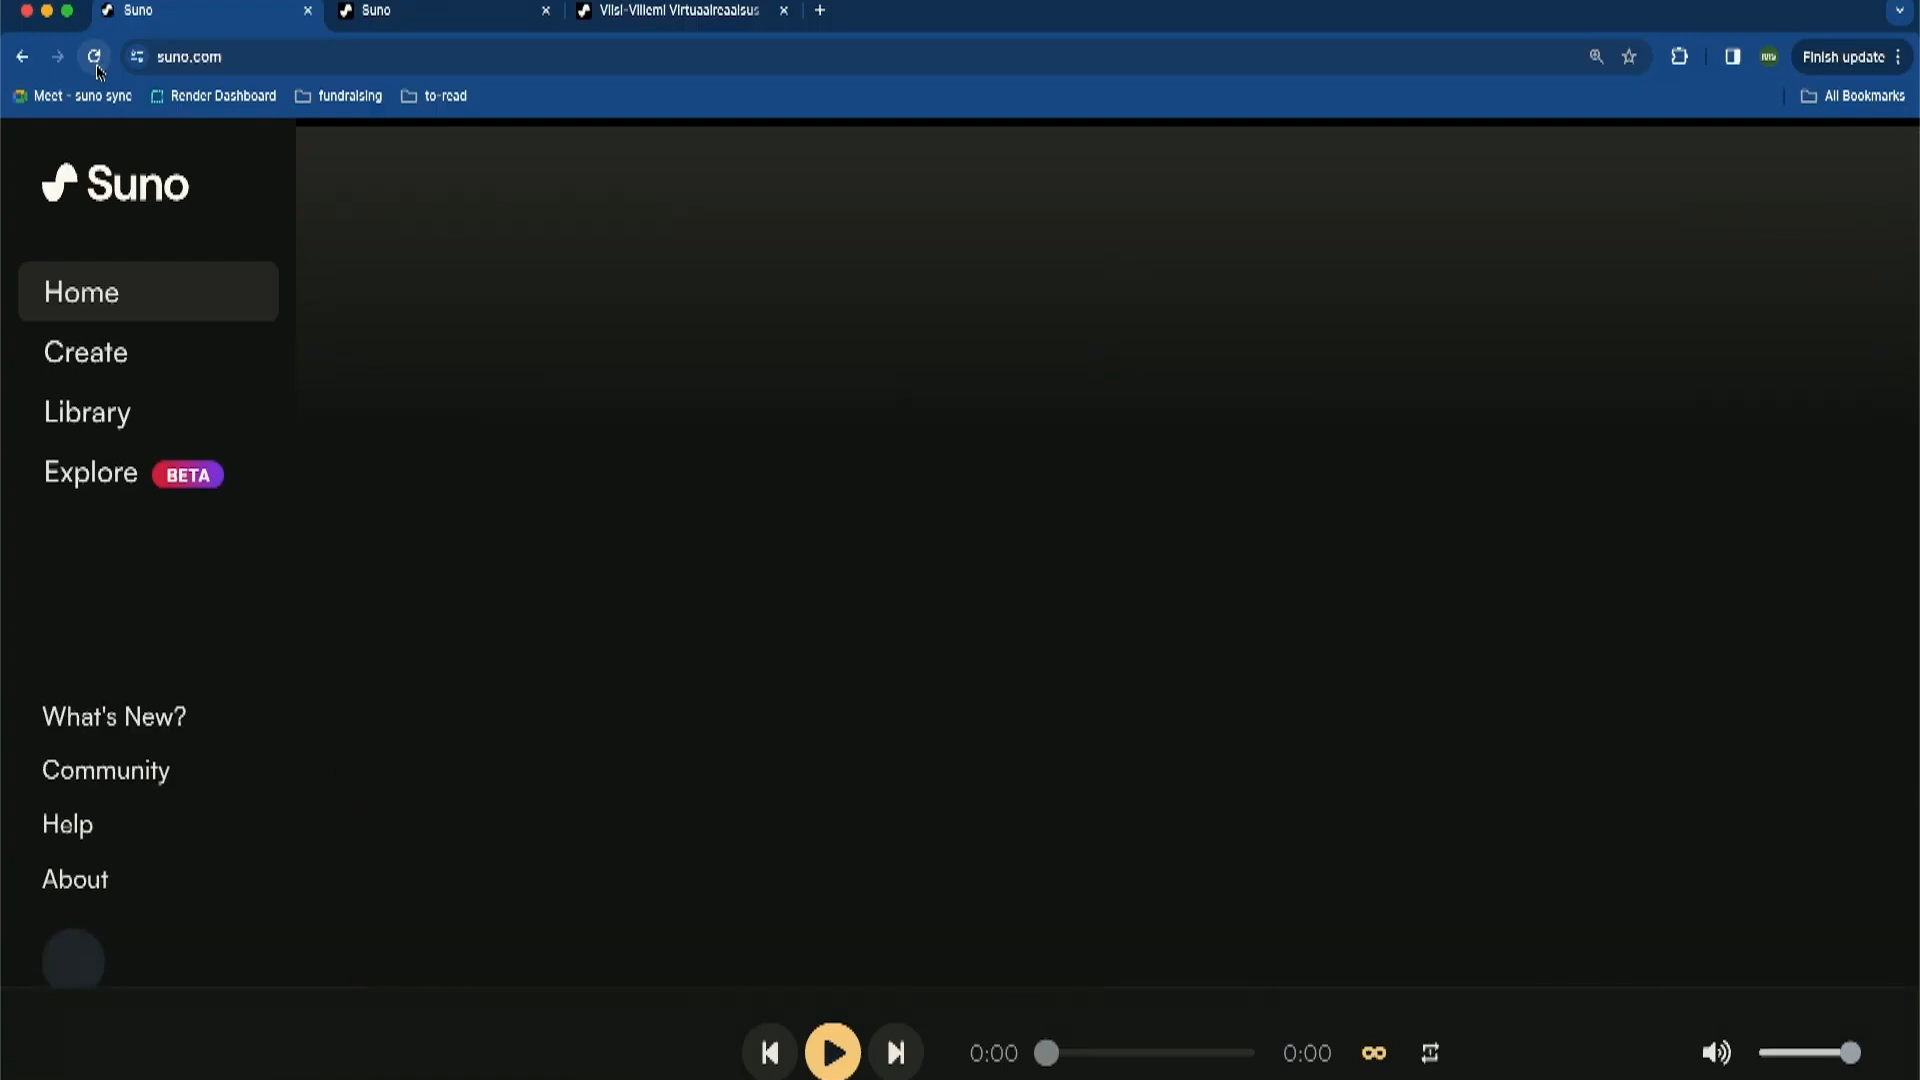 Suno
Suno
Viisi-Villemi Virtuaalreaalsus
suno.com
Finish update
Meet - suno sync
Render Dashboard
fundraising
to-read
All Bookmarks
Suno
Home
Create
Library
Explore
BETA
What's New?
Community
Help
About
0:00
0:00